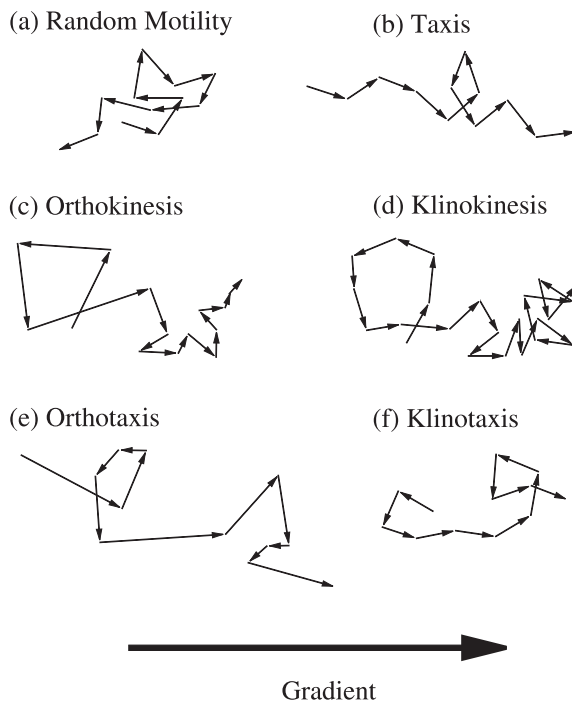 (a) Random Motility
(b) Taxis
(c) Orthokinesis
(d) Klinokinesis
(e) Orthotaxis
(f) Klinotaxis
Gradient